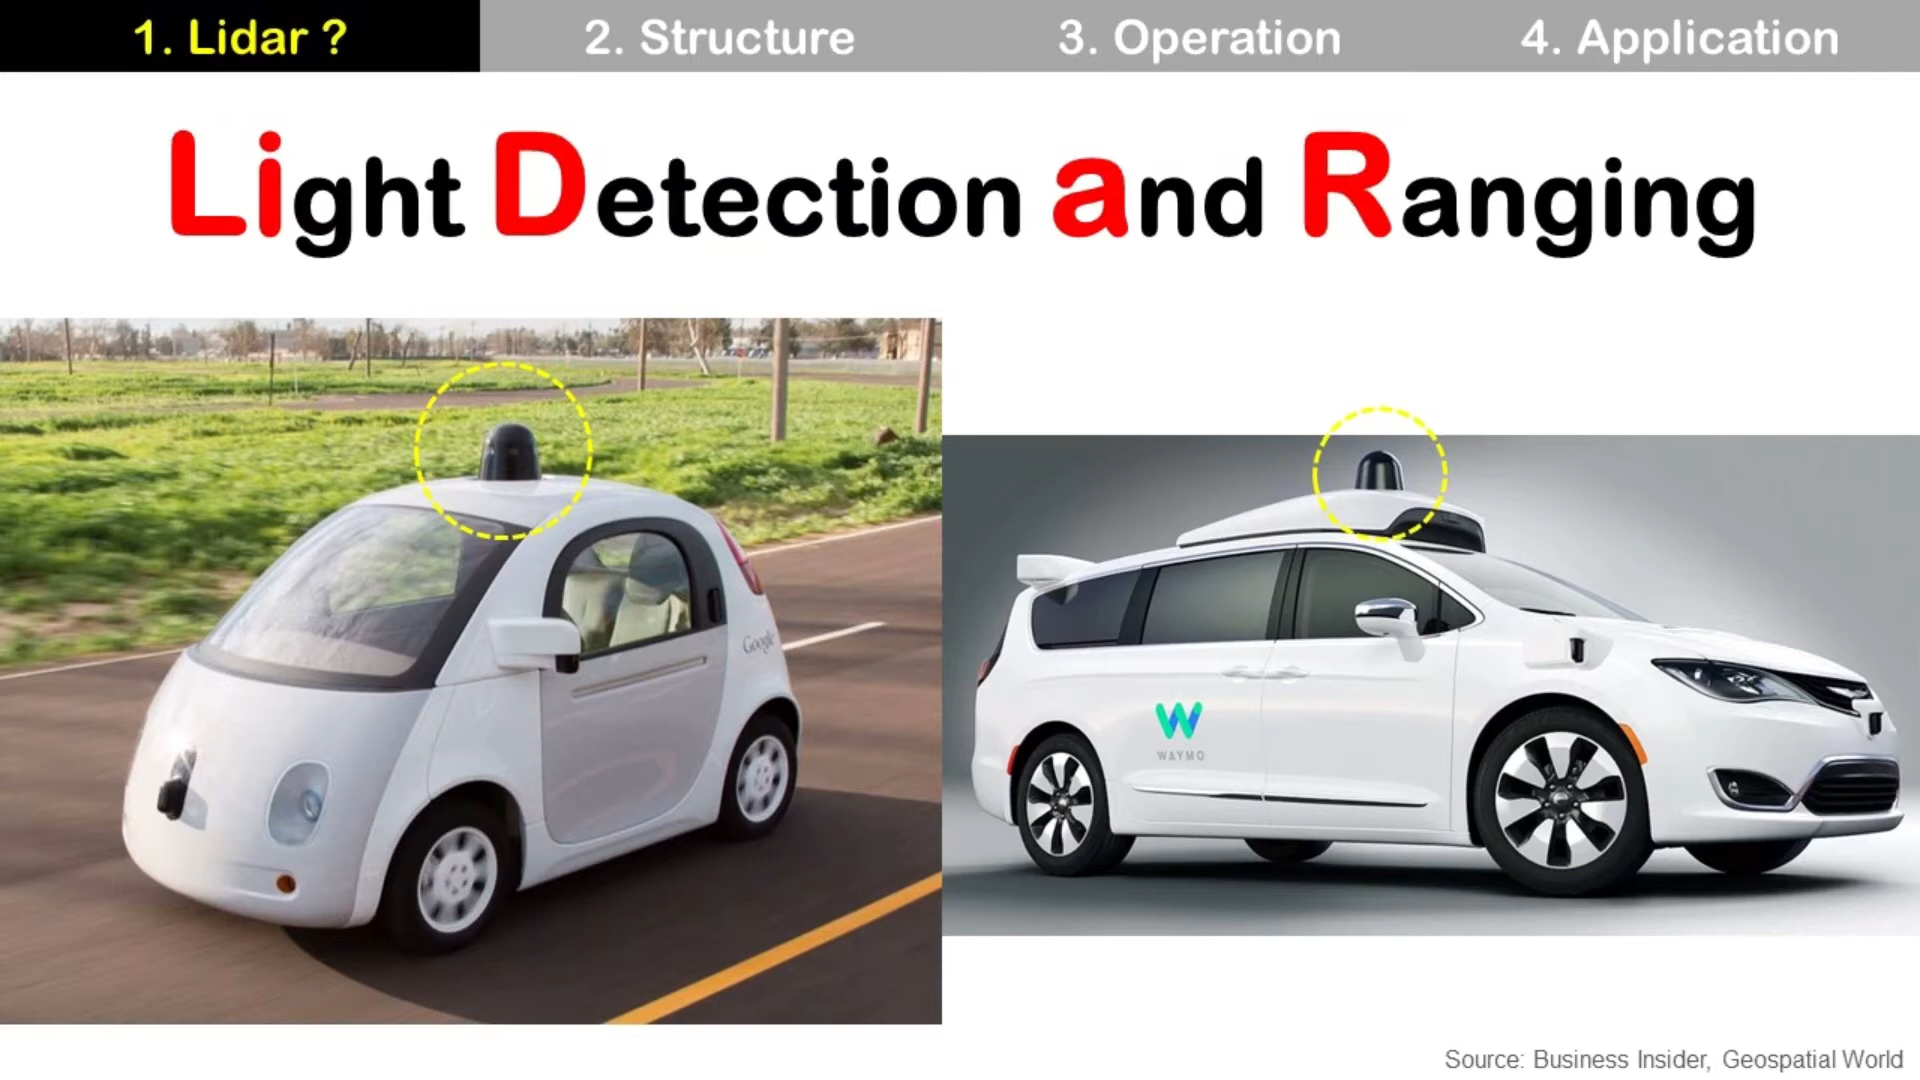 1. Lidar ?
2. Structure
3. Operation
4. Application
Light Detection and Ranging
Google
WAYMO
Source: Business Insider, Geospatial World